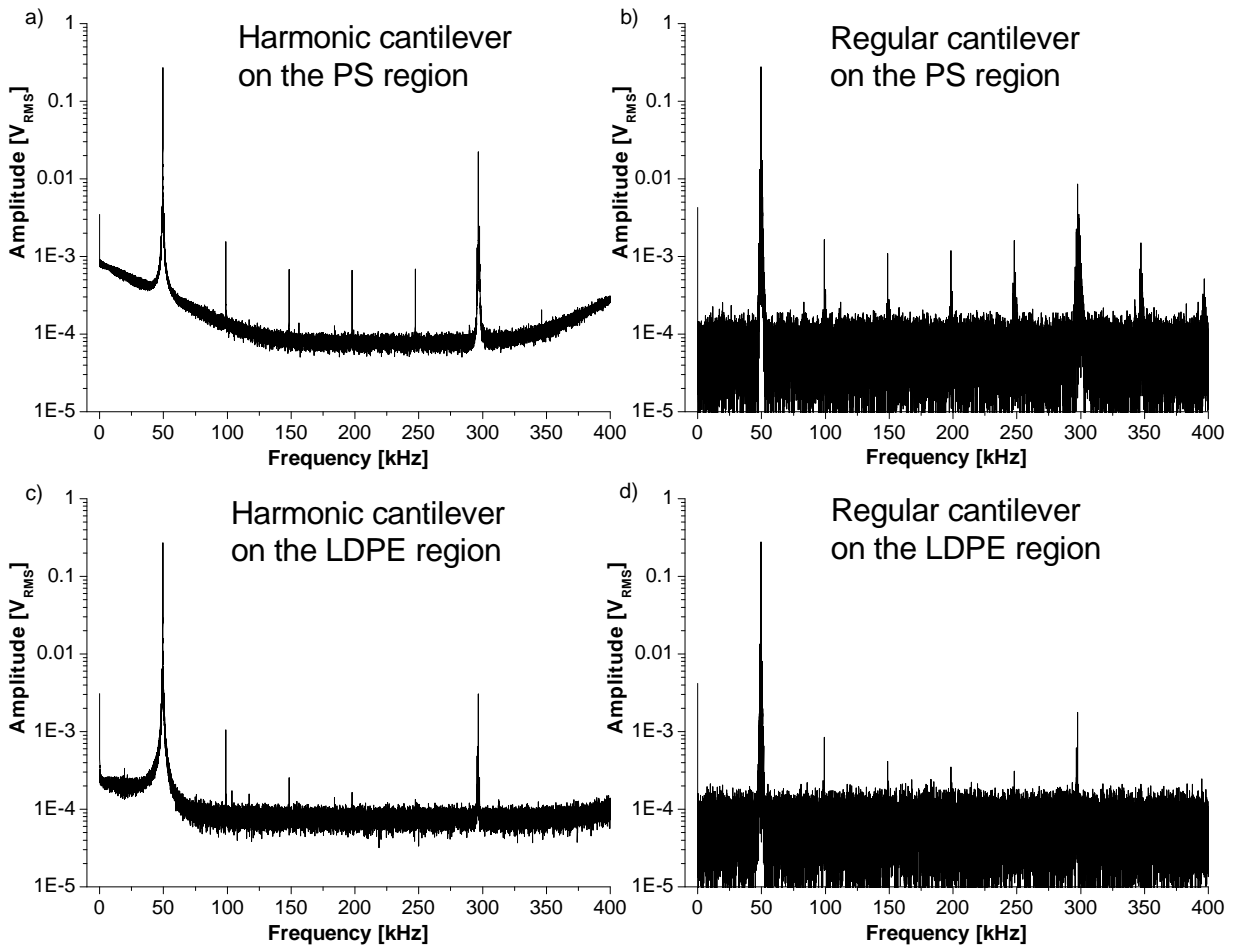 a)
Harmonic cantilever
on the PS region
Amplitude [V_RMS]
1
0.1
0.01
1E-3
1E-4
1E-5
0 50 100 150 200 250 300 350 400
Frequency [kHz]
b)
Regular cantilever
on the PS region
Amplitude [V_RMS]
1
0.1
0.01
1E-3
1E-4
1E-5
0 50 100 150 200 250 300 350 400
Frequency [kHz]
c)
Harmonic cantilever
on the LDPE region
Amplitude [V_RMS]
1
0.1
0.01
1E-3
1E-4
1E-5
0 50 100 150 200 250 300 350 400
Frequency [kHz]
d)
Regular cantilever
on the LDPE region
Amplitude [V_RMS]
1
0.1
0.01
1E-3
1E-4
1E-5
0 50 100 150 200 250 300 350 400
Frequency [kHz]